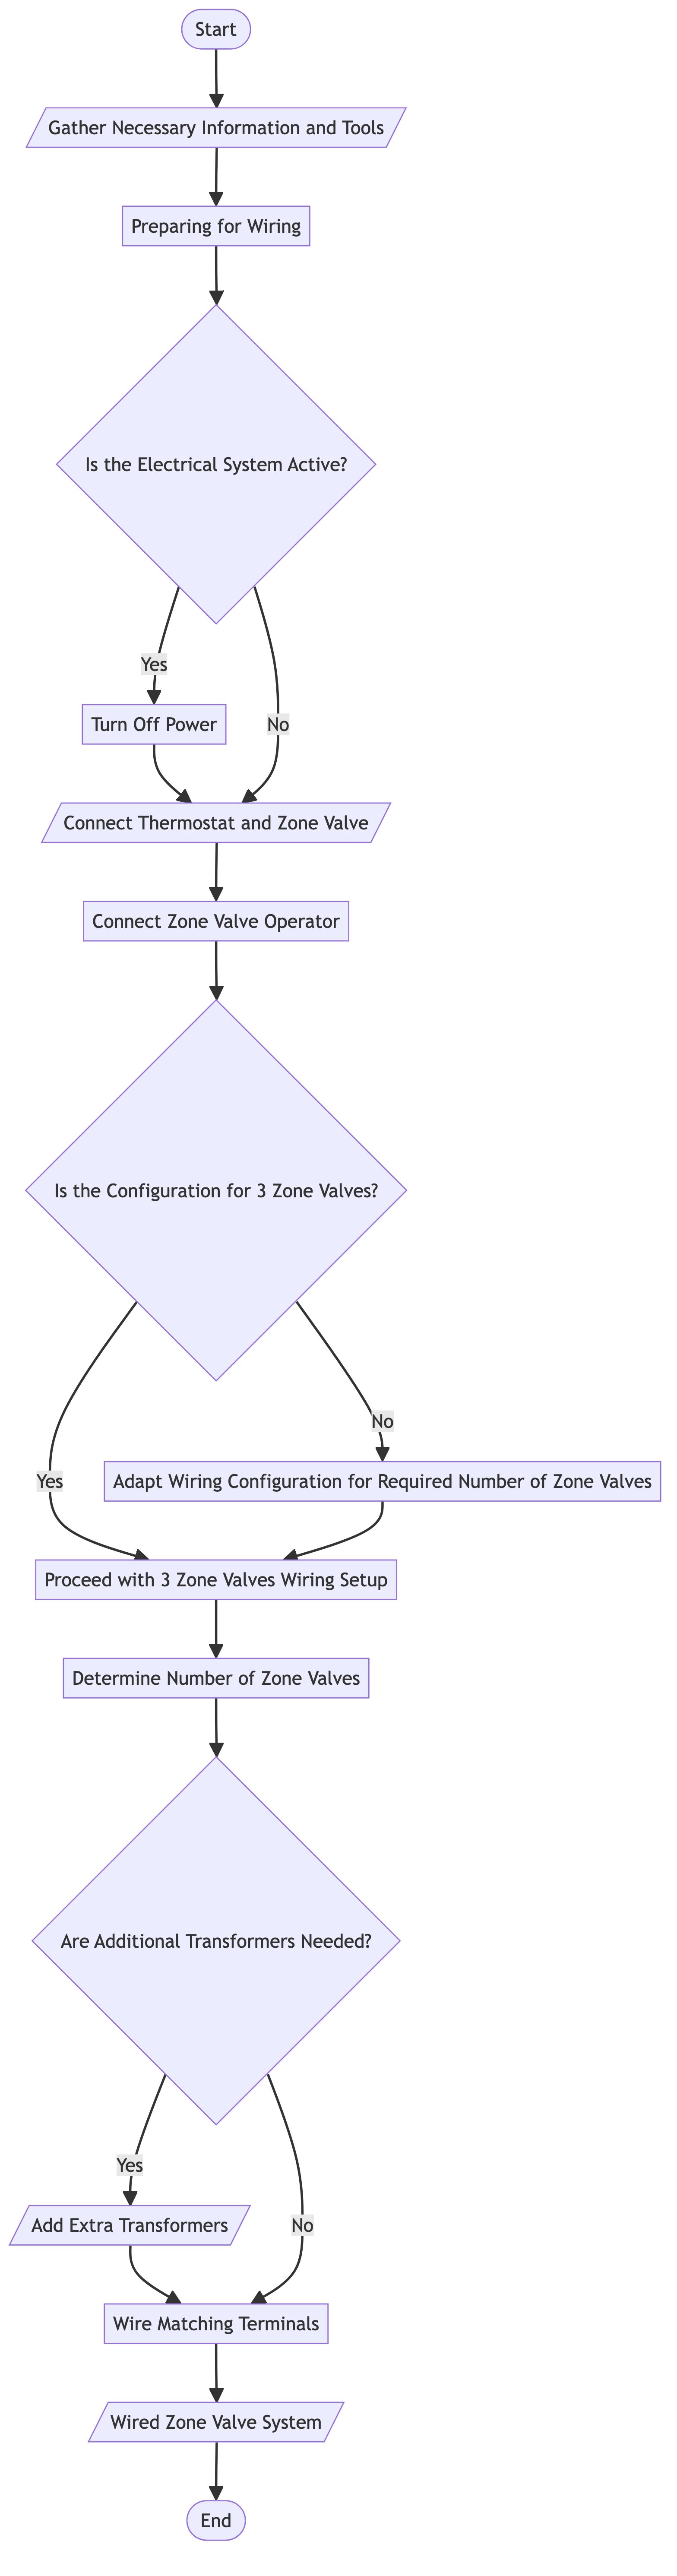 Start
Gather Necessary Information and Tools
Preparing for Wiring
Is the Electrical System Active?
Yes
Turn Off Power
No
Connect Thermostat and Zone Valve
Connect Zone Valve Operator
Is the Configuration for 3 Zone Valves?
No
Yes
Adapt Wiring Configuration for Required Number of Zone Valves
Proceed with 3 Zone Valves Wiring Setup
Determine Number of Zone Valves
Are Additional Transformers Needed?
Yes
Add Extra Transformers
No
Wire Matching Terminals
Wired Zone Valve System
End